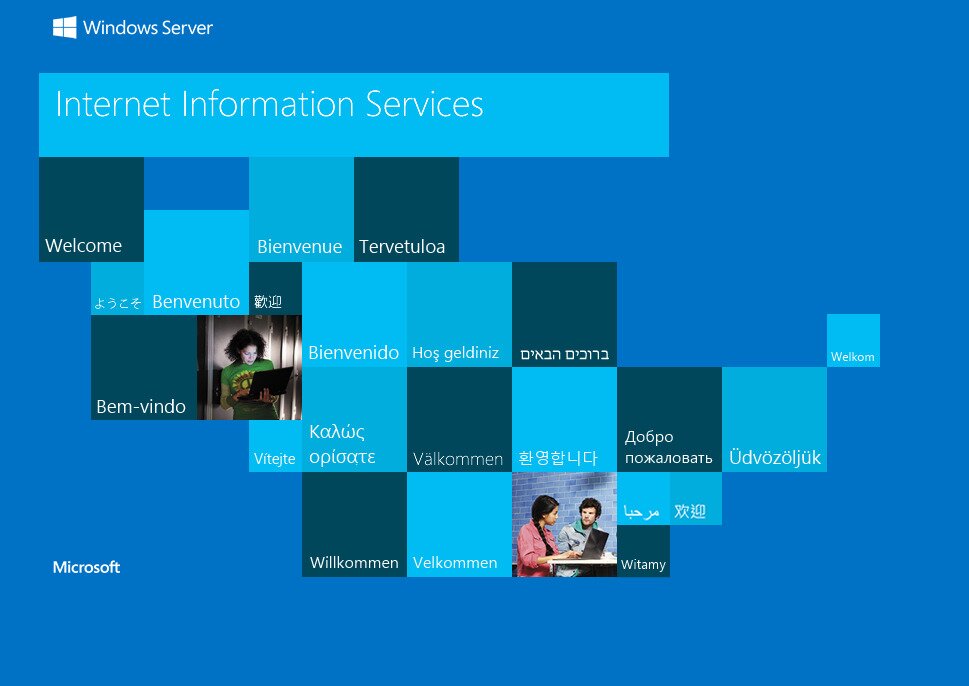 Windows Server
Internet Information Services
Welcome
Bienvenue
Tervetuloa
ようこそ
Benvenuto
歡迎
Bienvenido
Hoş geldiniz
ברוכים הבאים
Welkom
Bem-vindo
Vítejte
Καλώς
ορίσατε
Välkommen
환영합니다
Добро
пожаловать
Üdvözöljük
Willkommen
Velkommen
مرحبا
欢迎
Witamy
Microsoft